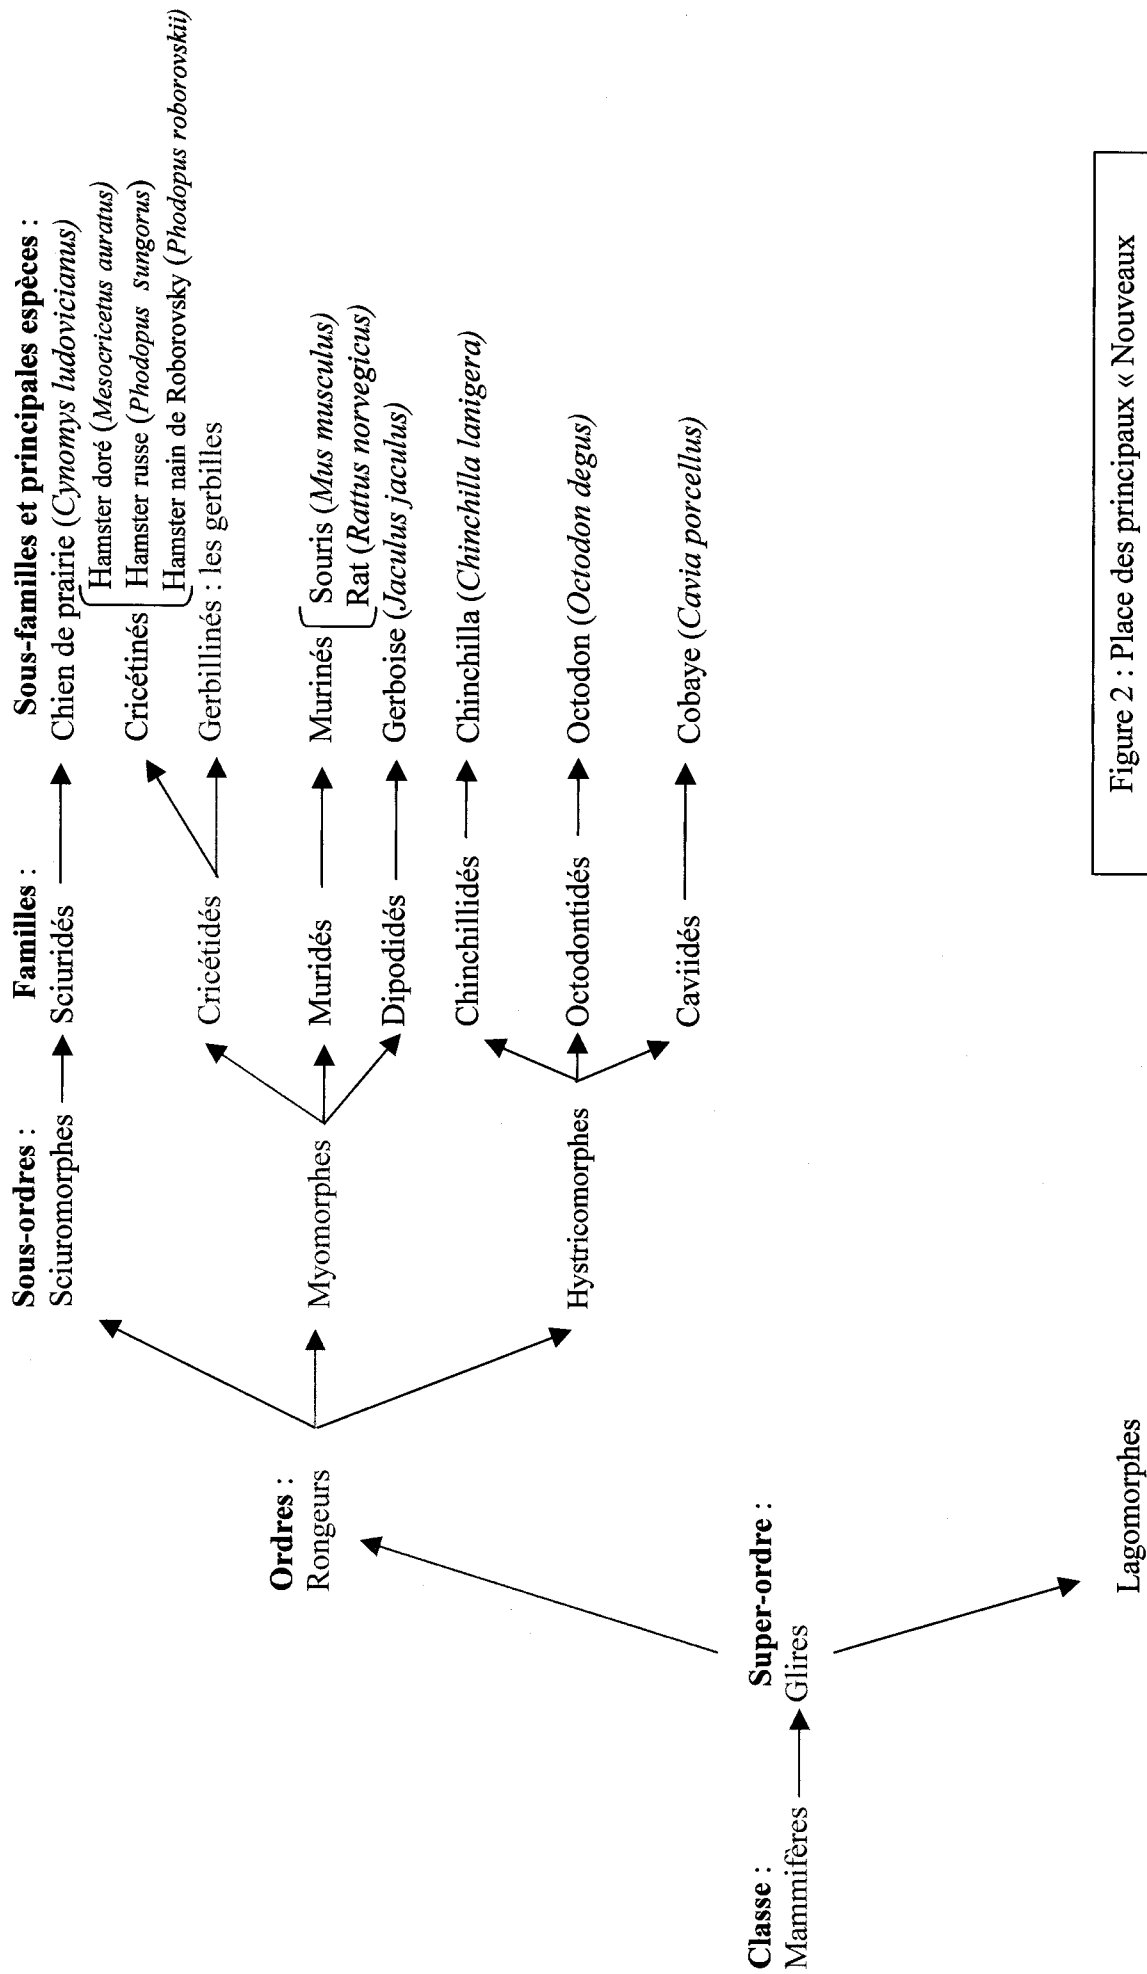 Sous-ordres :
Familles :
Sous-familles et principales espèces :
Sciuromorphes
Sciuridés
Chien de prairie (Cynomys ludovicianus)
Hamster doré (Mesocricetus auratus)
Cricétinés
Hamster russe (Phodopus sungorus)
Hamster nain de Roborovsky (Phodopus roborovskii)
Cricétidés
Gerbillinés : les gerbilles
Ordres :
Rongeurs
Myomorphes
Muridés
Murinés
Souris (Mus musculus)
Rat (Rattus norvegicus)
Dipodidés
Gerboise (Jaculus jaculus)
Chinchillidés
Chinchilla (Chinchilla lanigera)
Hystricomorphes
Octodontidés
Octodon (Octodon degus)
Caviidés
Cobaye (Cavia porcellus)
Classe :
Super-ordre :
Mammifères
Glires
Lagomorphes
Figure 2 : Place des principaux « Nouveaux